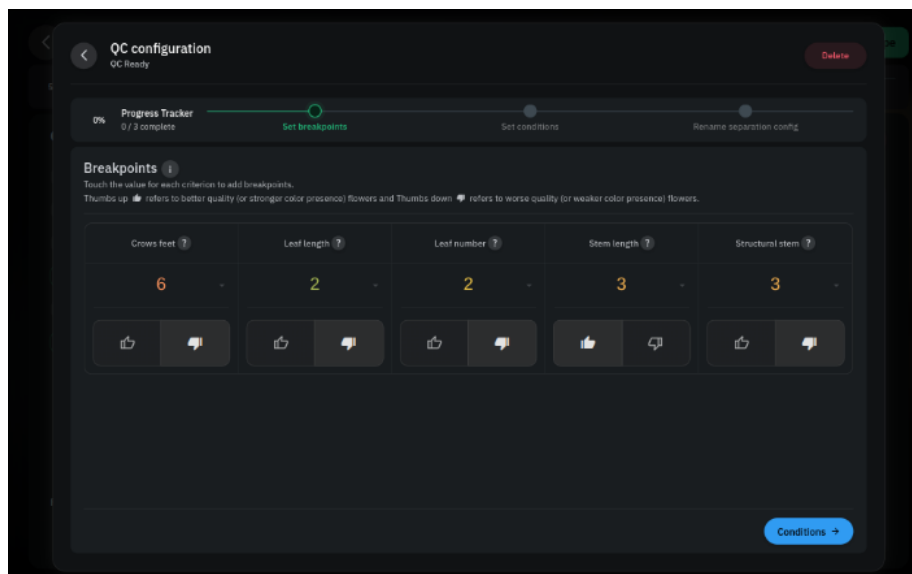 QC configuration
QC Ready
Delete
0%
Progress Tracker
0 / 3 complete
Set breakpoints
Set conditions
Rename separation config
Breakpoints i
Touch the value for each criterion to add breakpoints.
Thumbs up refers to better quality (or stronger color presence) flowers and Thumbs down refers to worse quality (or weaker color presence) flowers.
Crows feet ? Leaf length ? Leaf number ? Stem length ? Structural stem ?
6 2 2 3 3
Conditions →